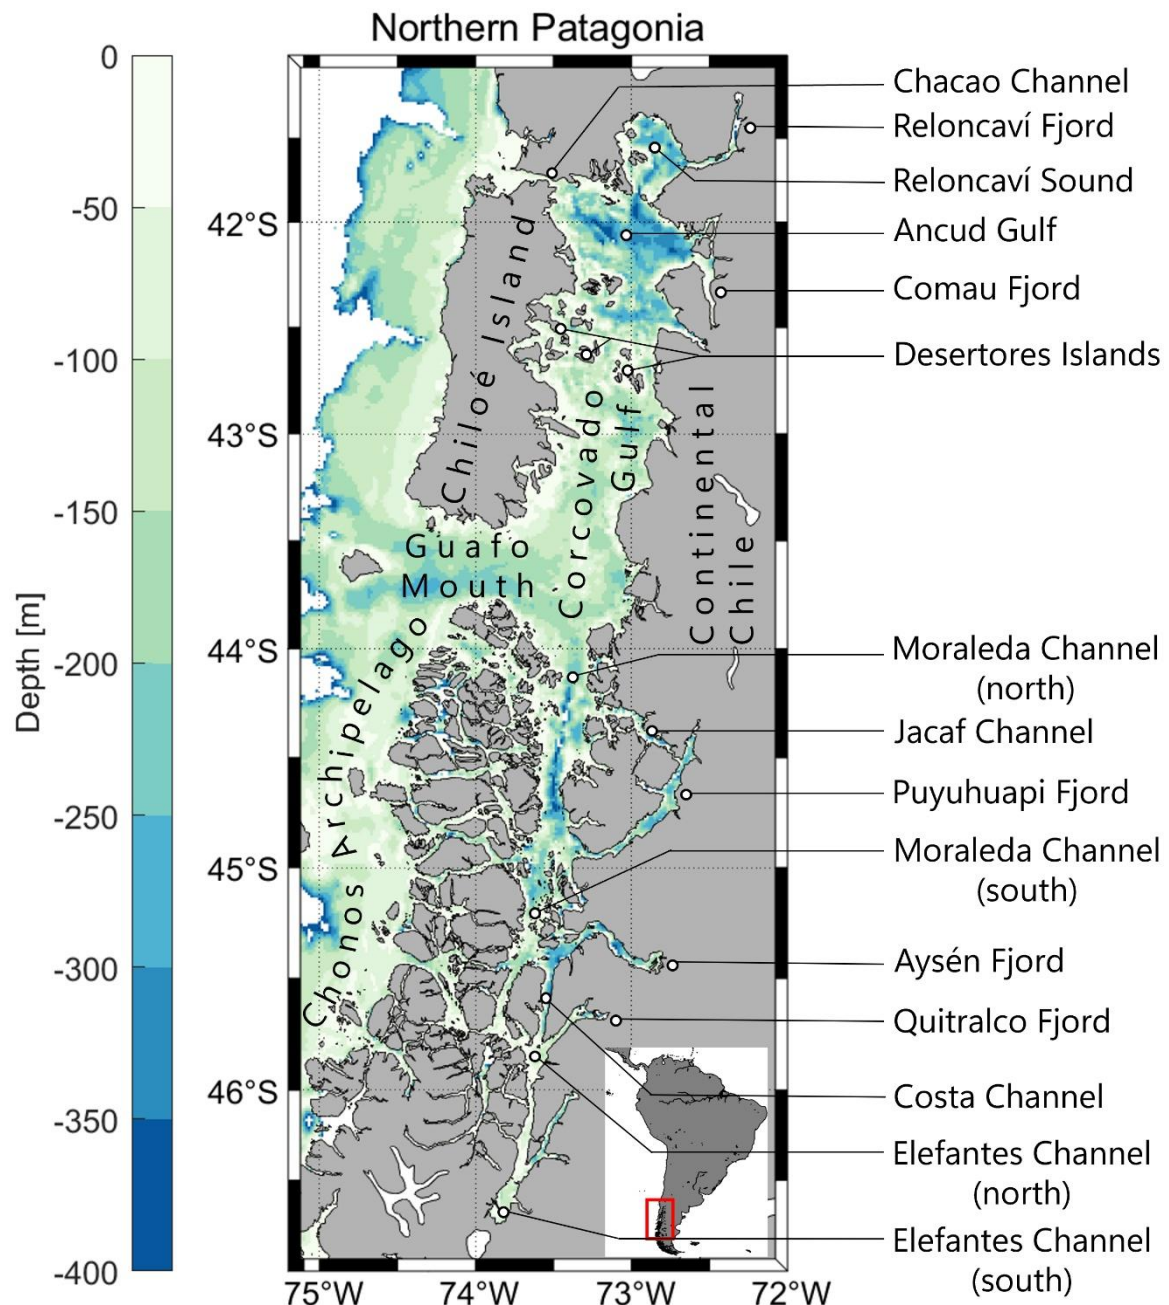 Northern Patagonia
0
-50
-100
-150
-200
-250
-300
-350
-400
Depth [m]
42°S
43°S
44°S
45°S
46°S
75°W
74°W
73°W
72°W
Chiloé Island
Corcovado
Gulf
Continental
Chile
Guafo
Mouth
Chonos Archipelago
Chacao Channel
Reloncaví Fjord
Reloncaví Sound
Ancud Gulf
Comau Fjord
Desertores Islands
Moraleda Channel
(north)
Jacaf Channel
Puyuhuapi Fjord
Moraleda Channel
(south)
Aysén Fjord
Quitralco Fjord
Costa Channel
Elefantes Channel
(north)
Elefantes Channel
(south)